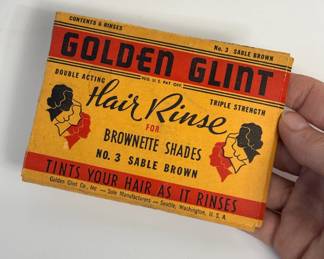 CONTENTS 6 RINSES
No. 3 SABLE BROWN
GOLDEN GLINT
REG. U. S. PAT. OFF.
DOUBLE ACTING
TRIPLE STRENGTH
Hair Rinse
FOR
BROWNETTE SHADES
NO. 3 SABLE BROWN
TINTS YOUR HAIR AS IT RINSES
Golden Glint Co., Inc — Sole Manufacturers — Seattle, Washington, U. S. A.